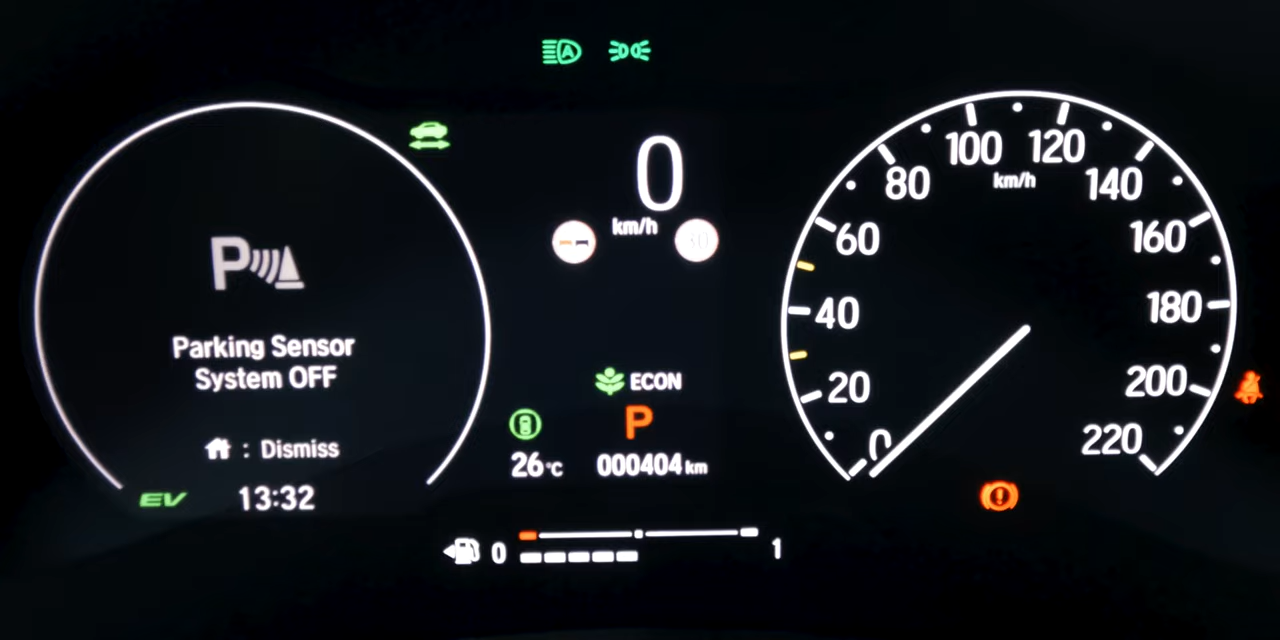 A
0
km/h
P
Parking Sensor
System OFF
: Dismiss
EV 13:32
ECON
P
26°C 000404 km
0 1
0
20
40
60
80
100
120
140
160
180
200
220
km/h